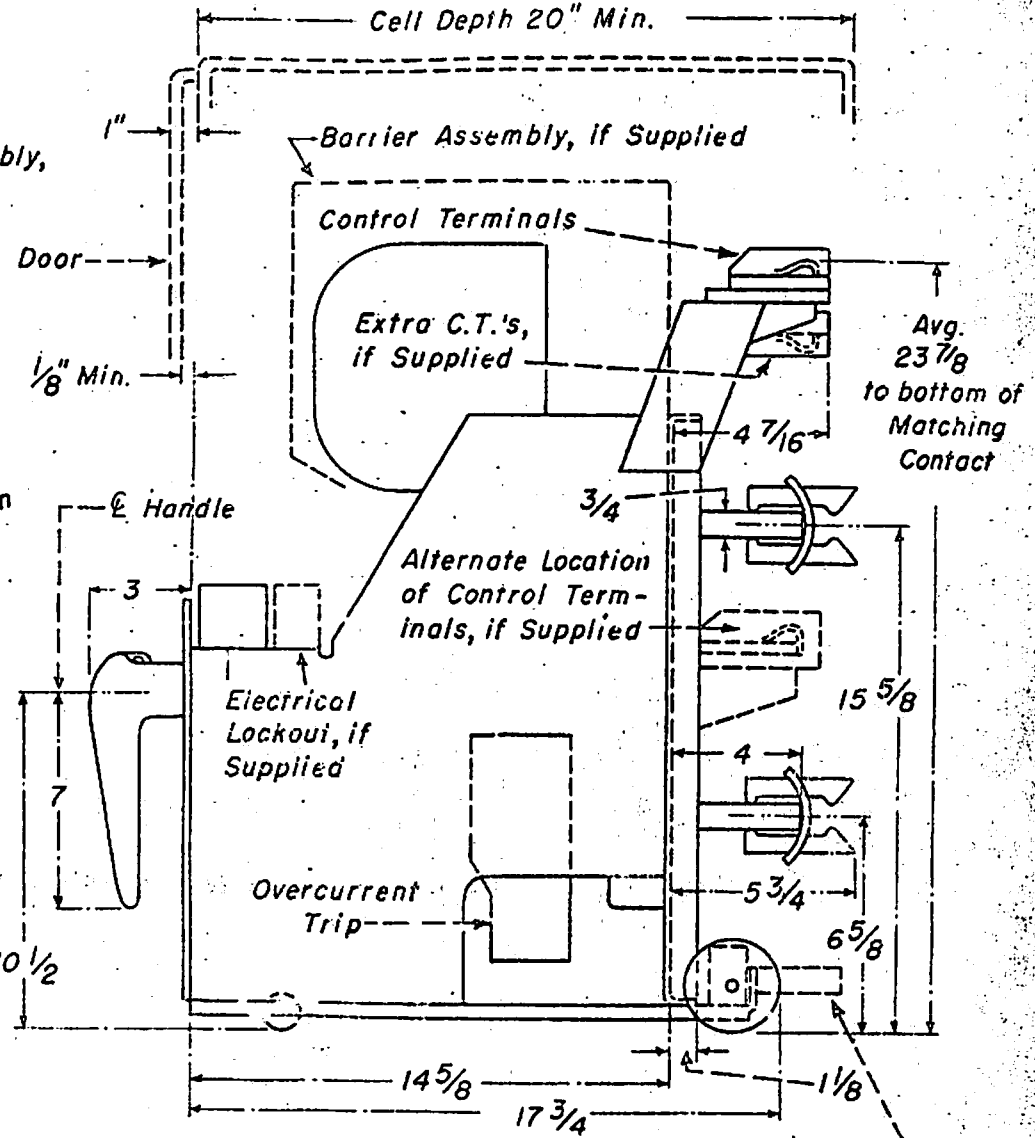 Cell Depth 20" Min.
1"
Barrier Assembly, if Supplied
bly,
Control Terminals
Door
Extra C.T.'s,
if Supplied
Avg.
23 7/8
to bottom of
Matching
Contact
1/8" Min.
4 7/16
3/4
n
℄ Handle
3
Alternate Location
of Control Term-
inals, if Supplied
Electrical
Lockout, if
Supplied
15 5/8
4
7
Overcurrent
Trip
5 3/4
6 5/8
0 1/2
14 5/8
1 1/8
17 3/4